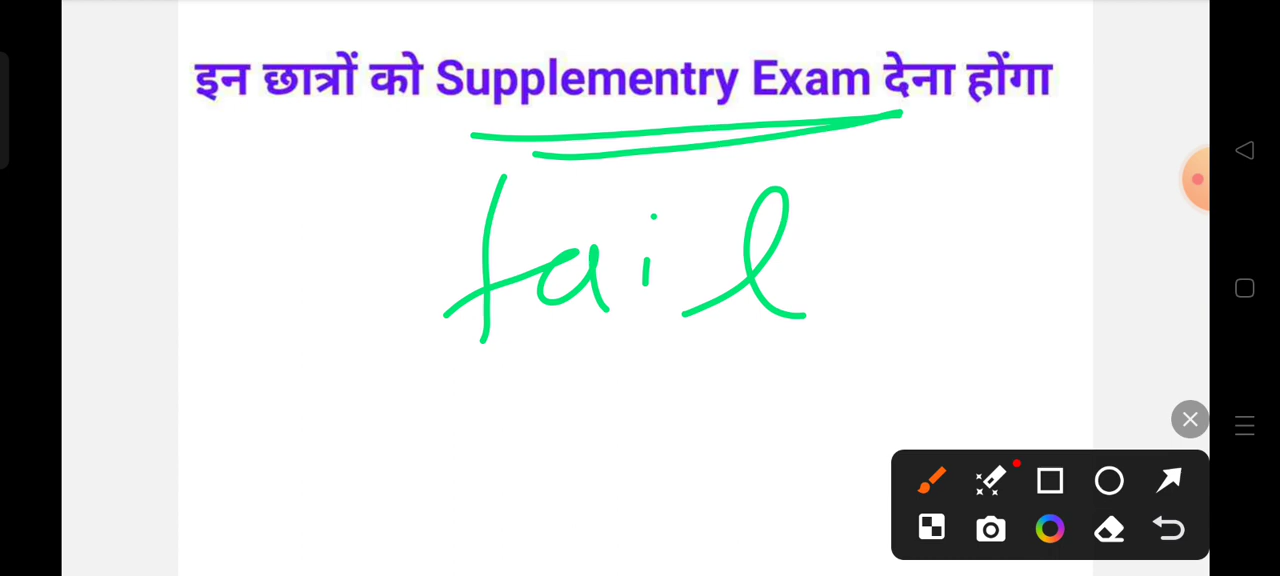 इन छात्रों को Supplementry Exam देना होंगा
fail